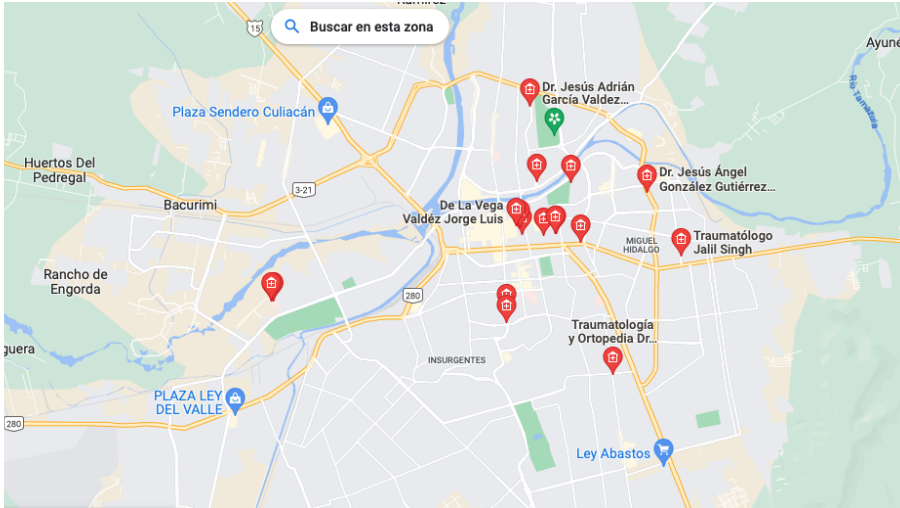 Ramírez
15
Buscar en esta zona
Ayuné
Dr. Jesús Adrián
García Valdez...
Plaza Sendero Culiacán
Río Tamazula
Huertos Del
Pedregal
Dr. Jesús Ángel
González Gutiérrez...
3-21
Bacurimi
De La Vega
Valdéz Jorge Luis
MIGUEL
HIDALGO
Traumatólogo
Jalil Singh
Rancho de
Engorda
280
Traumatología
y Ortopedia Dr...
guera
INSURGENTES
PLAZA LEY
DEL VALLE
280
Ley Abastos